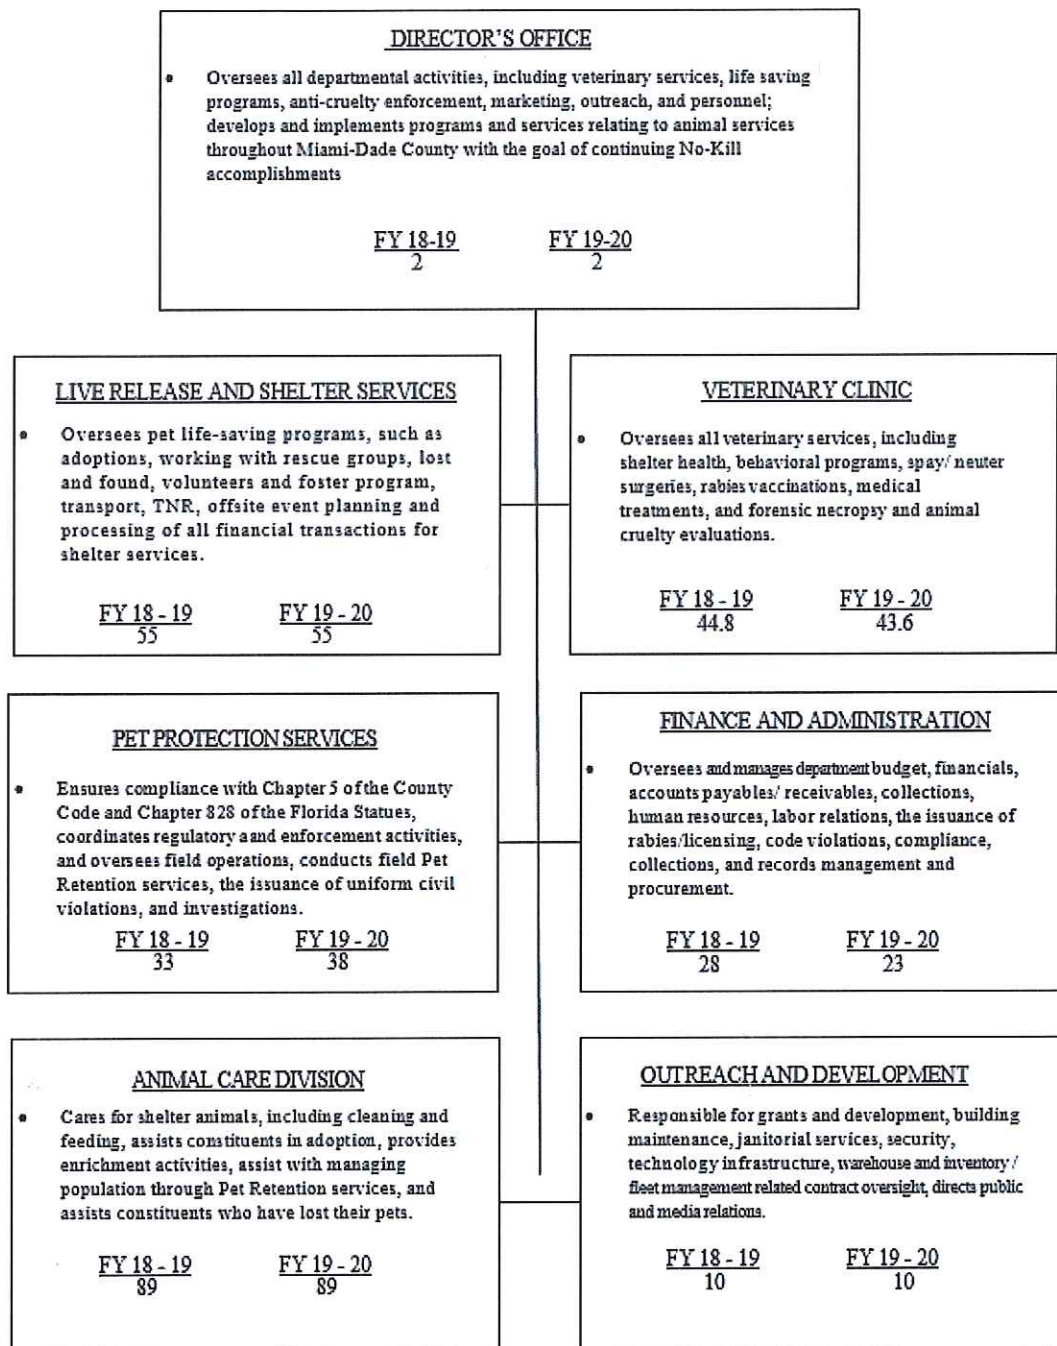 DIRECTOR'S OFFICE
• Oversees all departmental activities, including veterinary services, life saving
programs, anti-cruelty enforcement, marketing, outreach, and personnel;
develops and implements programs and services relating to animal services
throughout Miami-Dade County with the goal of continuing No-Kill
accomplishments
FY 18-19 FY 19-20
2 2
LIVE RELEASE AND SHELTER SERVICES
• Oversees pet life-saving programs, such as
adoptions, working with rescue groups, lost
and found, volunteers and foster program,
transport, TNR, offsite event planning and
processing of all financial transactions for
shelter services.
FY 18 - 19 FY 19 - 20
55 55
VETERINARY CLINIC
• Oversees all veterinary services, including
shelter health, behavioral programs, spay/ neuter
surgeries, rabies vaccinations, medical
treatments, and forensic necropsy and animal
cruelty evaluations.
FY 18 - 19 FY 19 - 20
44.8 43.6
PET PROTECTION SERVICES
• Ensures compliance with Chapter 5 of the County
Code and Chapter 828 of the Florida Statues,
coordinates regulatory aand enforcement activities,
and oversees field operations, conducts field Pet
Retention services, the issuance of uniform civil
violations, and investigations.
FY 18 - 19 FY 19 - 20
33 38
FINANCE AND ADMINISTRATION
• Oversees and manages department budget, financials,
accounts payables/ receivables, collections,
human resources, labor relations, the issuance of
rabies/licensing, code violations, compliance,
collections, and records management and
procurement.
FY 18 - 19 FY 19 - 20
28 23
ANIMAL CARE DIVISION
• Cares for shelter animals, including cleaning and
feeding, assists constituents in adoption, provides
enrichment activities, assist with managing
population through Pet Retention services, and
assists constituents who have lost their pets.
FY 18 - 19 FY 19 - 20
89 89
OUTREACH AND DEVELOPMENT
• Responsible for grants and development, building
maintenance, janitorial services, security,
technology infrastructure, warehouse and inventory /
fleet management related contract oversight, directs public
and media relations.
FY 18 - 19 FY 19 - 20
10 10